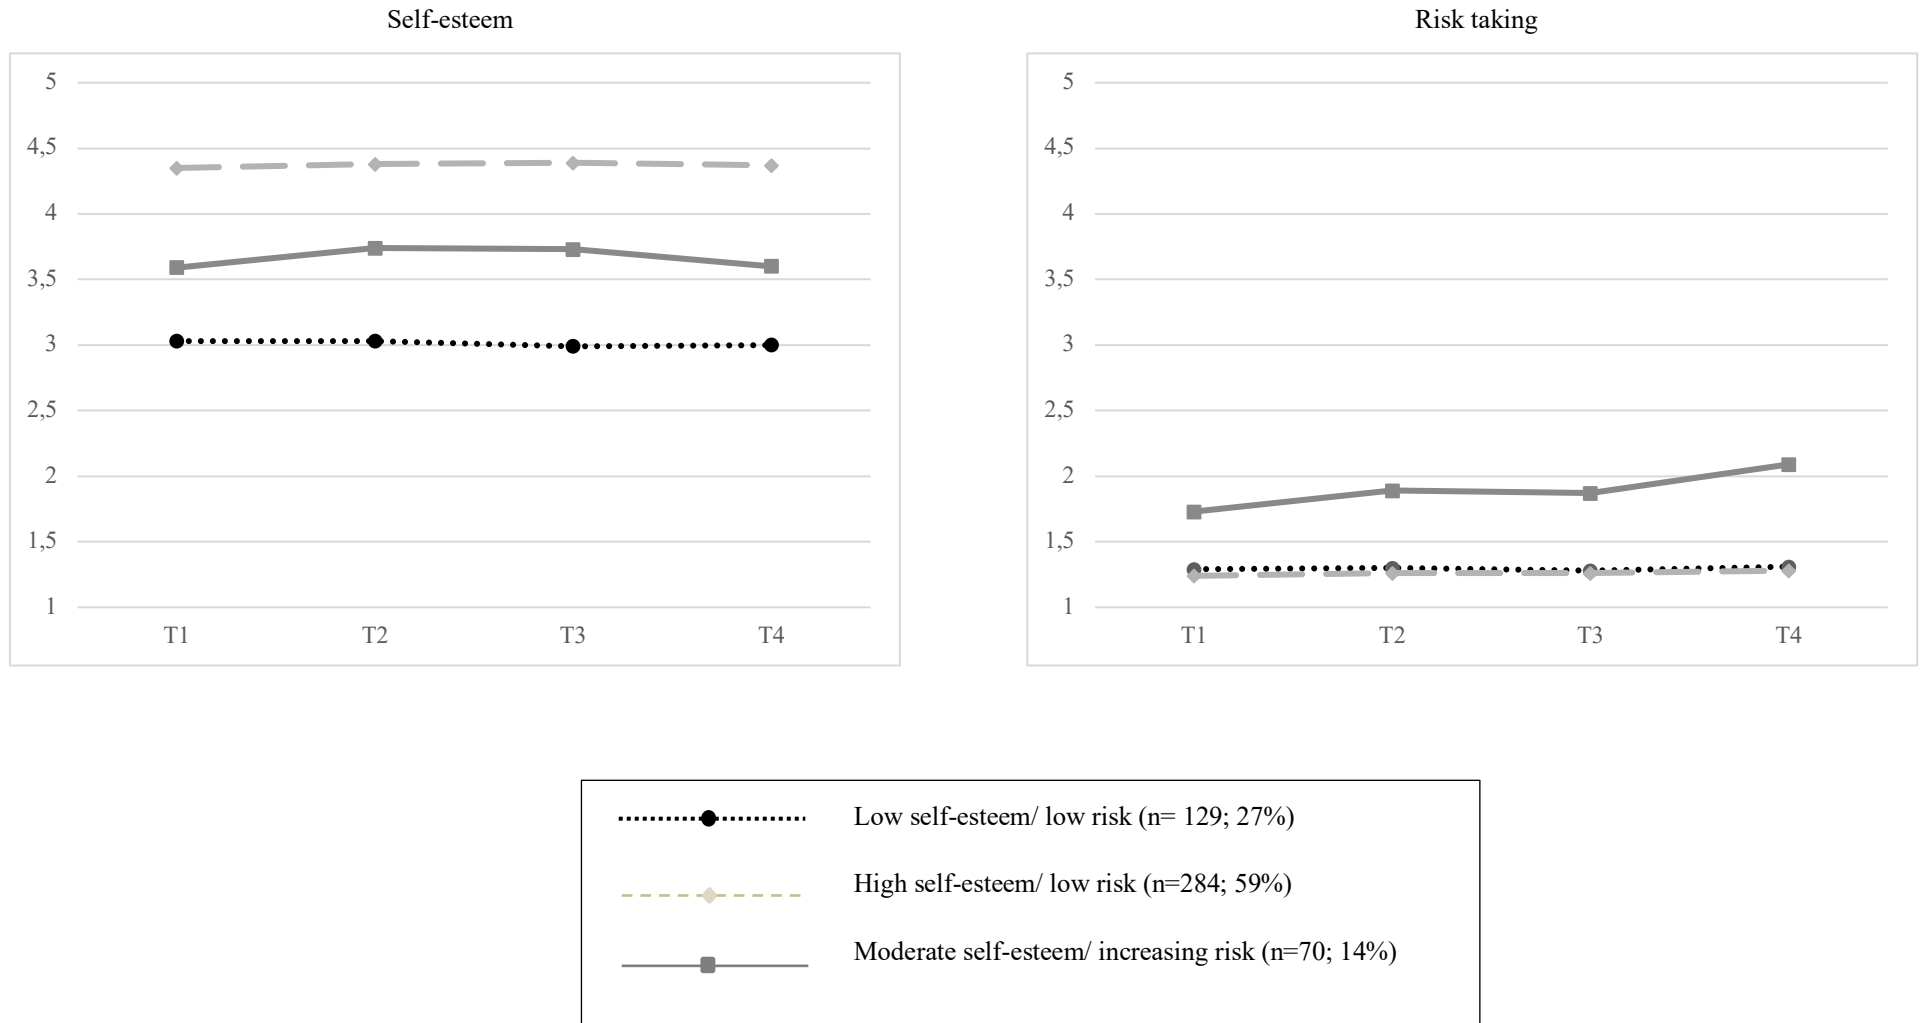 Self-esteem
Risk taking
5
4,5
4
3,5
3
2,5
2
1,5
1
T1 T2 T3 T4
5
4,5
4
3,5
3
2,5
2
1,5
1
T1 T2 T3 T4
Low self-esteem/ low risk (n= 129; 27%)
High self-esteem/ low risk (n=284; 59%)
Moderate self-esteem/ increasing risk (n=70; 14%)